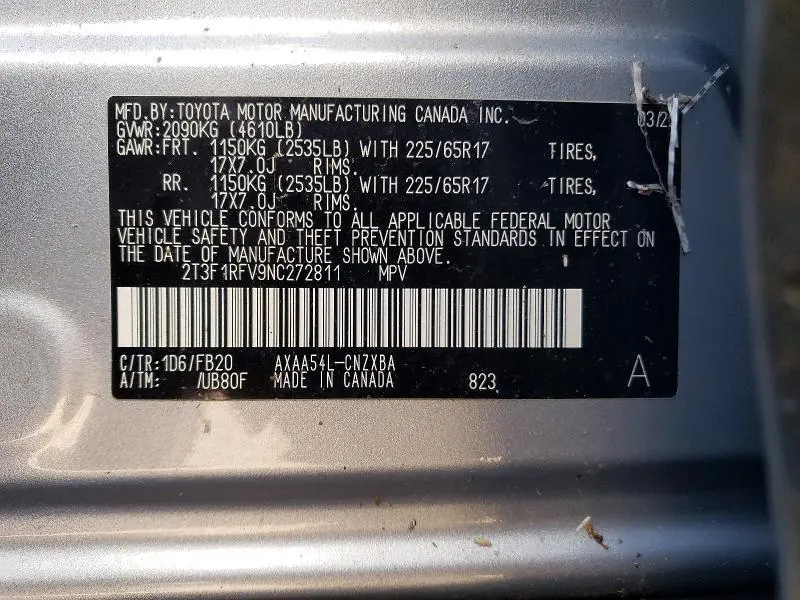 MFD.BY:TOYOTA MOTOR MANUFACTURING CANADA INC.
GVWR:2090KG (4610LB)
GAWR:FRT. 1150KG (2535LB) WITH 225/65R17 TIRES,
17X7.0J RIMS.
RR. 1150KG (2535LB) WITH 225/65R17 TIRES,
17X7.0J RIMS.
THIS VEHICLE CONFORMS TO ALL APPLICABLE FEDERAL MOTOR
VEHICLE SAFETY AND THEFT PREVENTION STANDARDS IN EFFECT ON
THE DATE OF MANUFACTURE SHOWN ABOVE.
2T3F1RFV9NC272811 MPV
C/TR:1D6/FB20 AXAA54L-CNZXBA
A/TM: /UB80F MADE IN CANADA 823 A